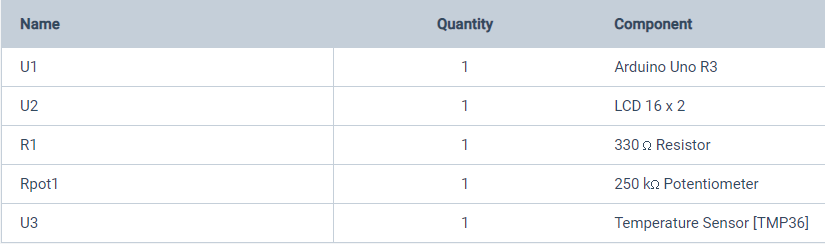 Name Quantity Component
U1 1 Arduino Uno R3
U2 1 LCD 16 x 2
R1 1 330 Ω Resistor
Rpot1 1 250 kΩ Potentiometer
U3 1 Temperature Sensor [TMP36]